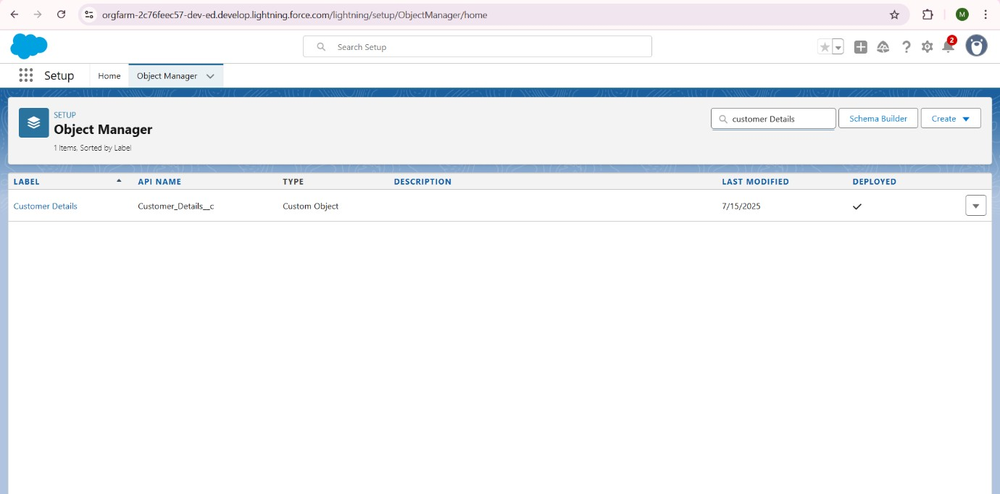 orgfarm-2c76feec57-dev-ed.develop.lightning.force.com/lightning/setup/ObjectManager/home
M
Search Setup
2
Setup
Home
Object Manager
SETUP
Object Manager
1 Items, Sorted by Label
customer Details
Schema Builder
Create
LABEL API NAME TYPE DESCRIPTION LAST MODIFIED DEPLOYED
Customer Details Customer_Details__c Custom Object 7/15/2025